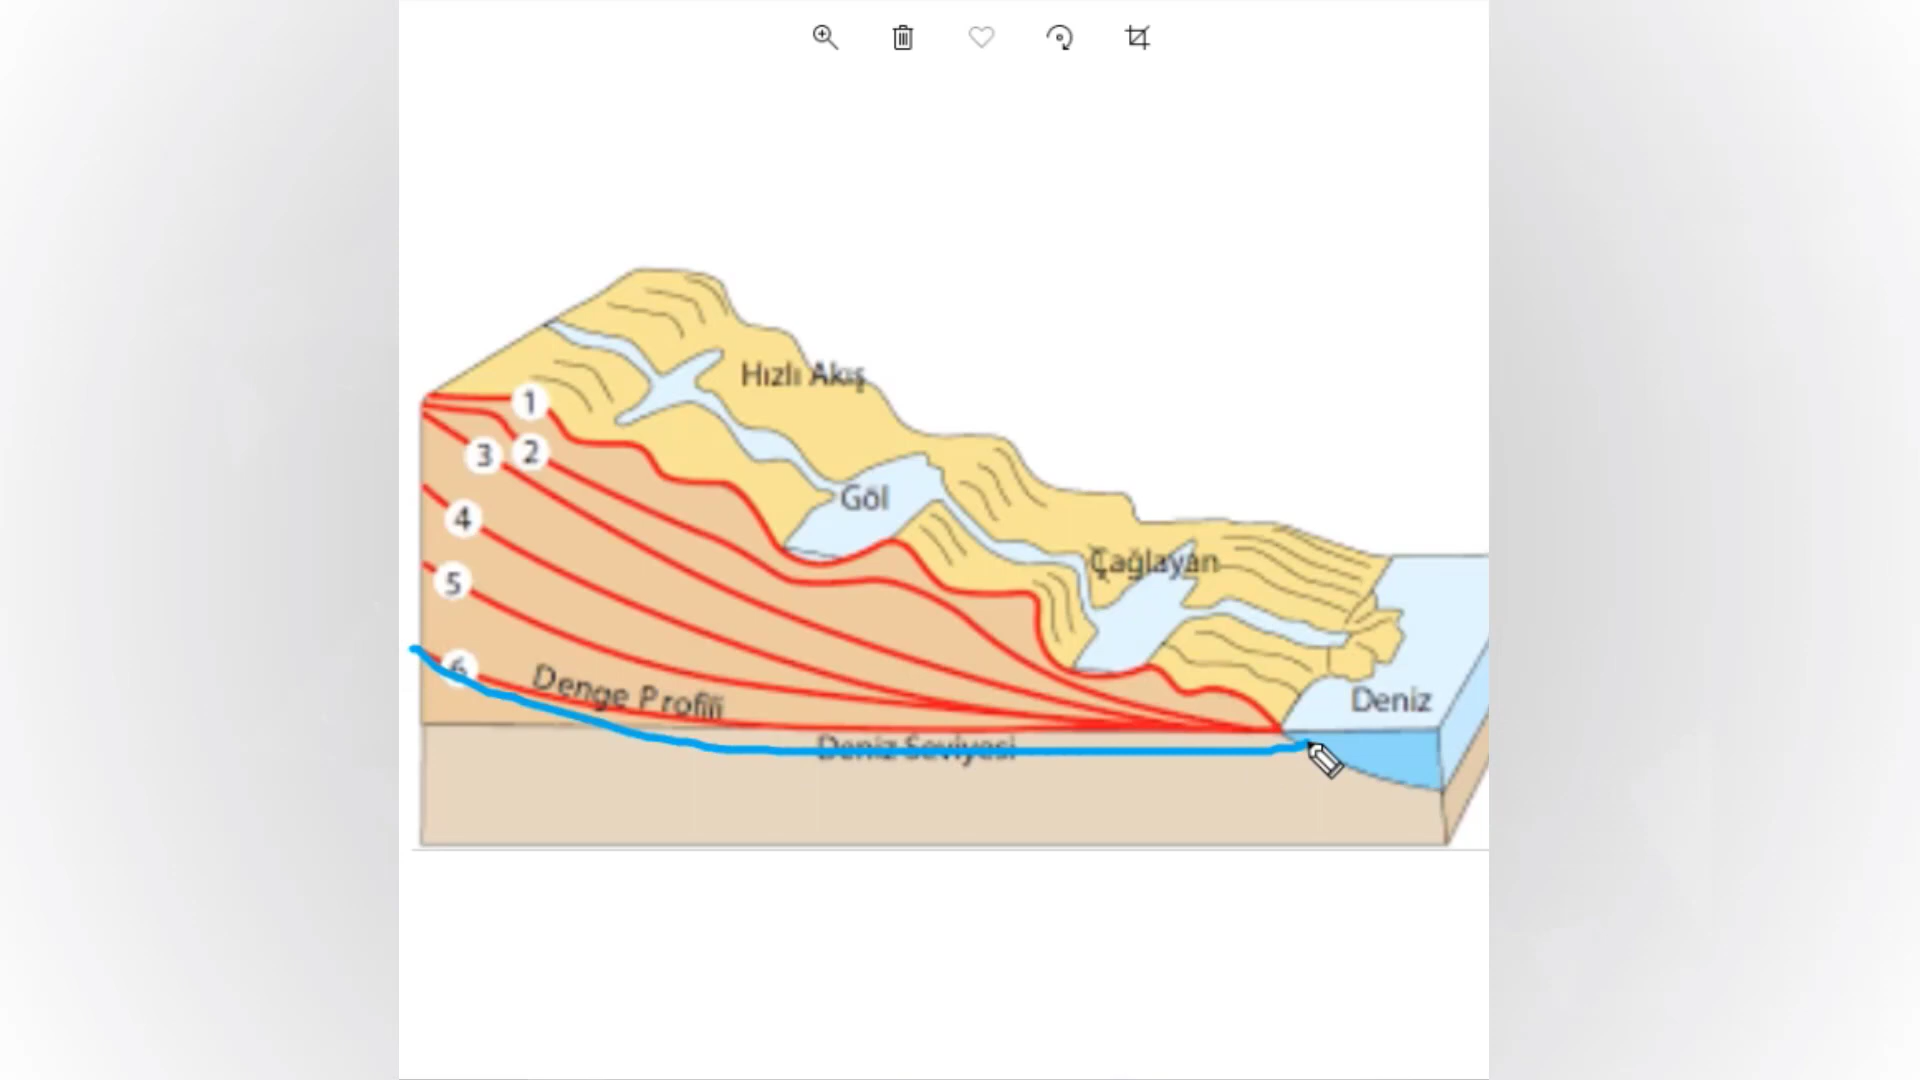 Hızlı Akış
1
2
3
Göl
4
Çağlayan
5
6
Denge Profili
Deniz
Deniz Seviyesi